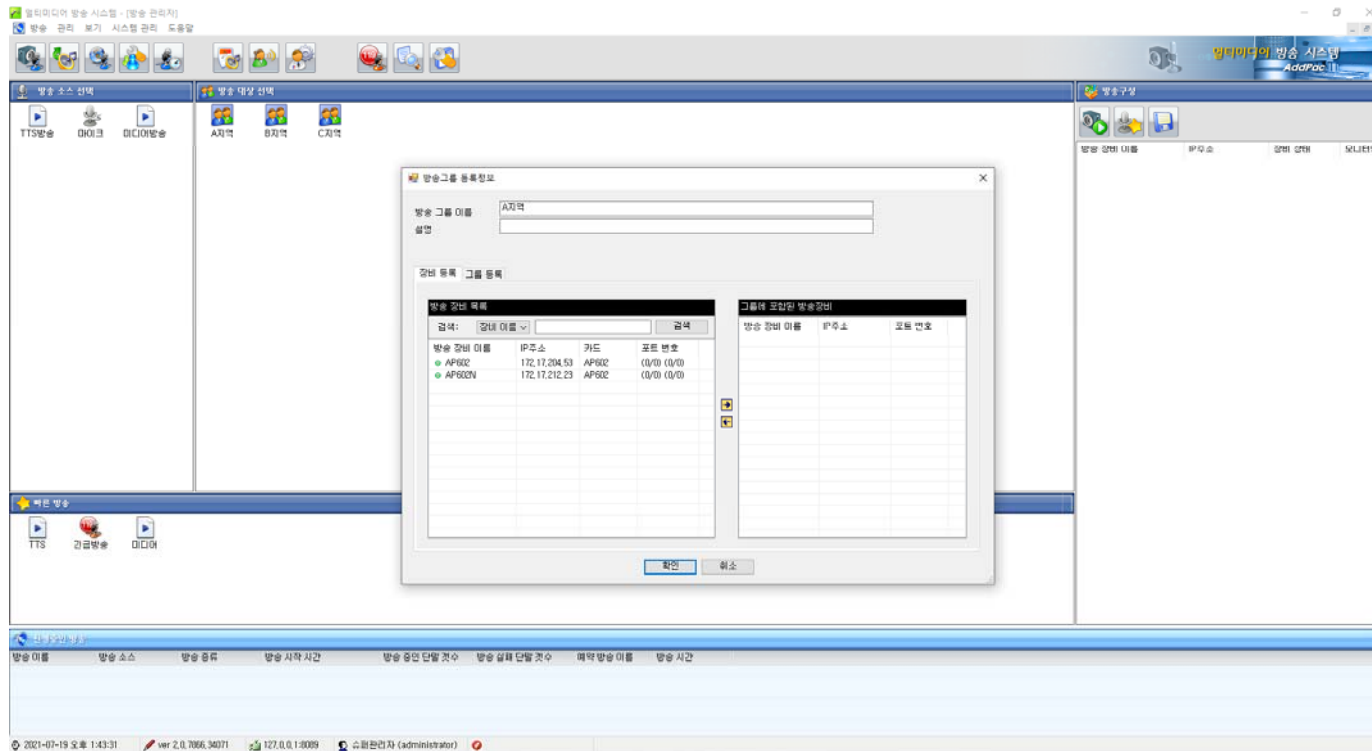 멀티미디어 방송 시스템 - [방송 관리자]
방송 관리 보기 시스템 관리 도움말
멀티미디어 방송 시스템
AddPac
방송 소스 선택
방송 대상 선택
방송구성
TTS방송 마이크 미디어방송
A지역 B지역 C지역
방송 장비 이름 IP주소 장비 상태
방송그룹 등록정보
방송 그룹 이름 A지역
설명
장비 등록 그룹 등록
방송 장비 목록
검색: 장비 이름 검색
방송 장비 이름 IP주소 카드 포트 번호
AP602 172,17,204,53 AP602 (0/0) (0/0)
AP602N 172,17,212,23 AP602 (0/0) (0/0)
그룹에 포함된 방송장비
방송 장비 이름 IP주소 포트 번호
확인 취소
빠른 방송
TTS 긴급방송 미디어
진행중인 방송
방송 이름 방송 소스 방송 종류 방송 시작 시간 방송 중인 단말 갯수 방송 실패 단말 갯수 예약 방송 이름 방송 시간
2021-07-19 오후 1:43:31 ver 2,0,7866,34071 127,0,0,1:8089 슈퍼관리자 (administrator)